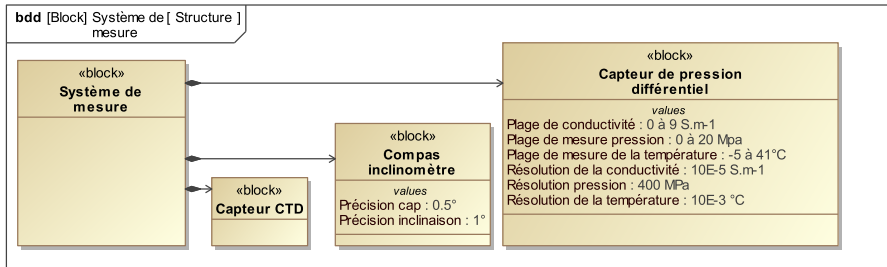 bdd [Block] Système de mesure [ Structure ]
«block»
Système de
mesure
«block»
Capteur CTD
«block»
Compas
inclinomètre
values
Précision cap : 0.5°
Précision inclinaison : 1°
«block»
Capteur de pression
différentiel
values
Plage de conductivité : 0 à 9 S.m-1
Plage de mesure pression : 0 à 20 Mpa
Plage de mesure de la température : -5 à 41°C
Résolution de la conductivité : 10E-5 S.m-1
Résolution pression : 400 MPa
Résolution de la température : 10E-3 °C